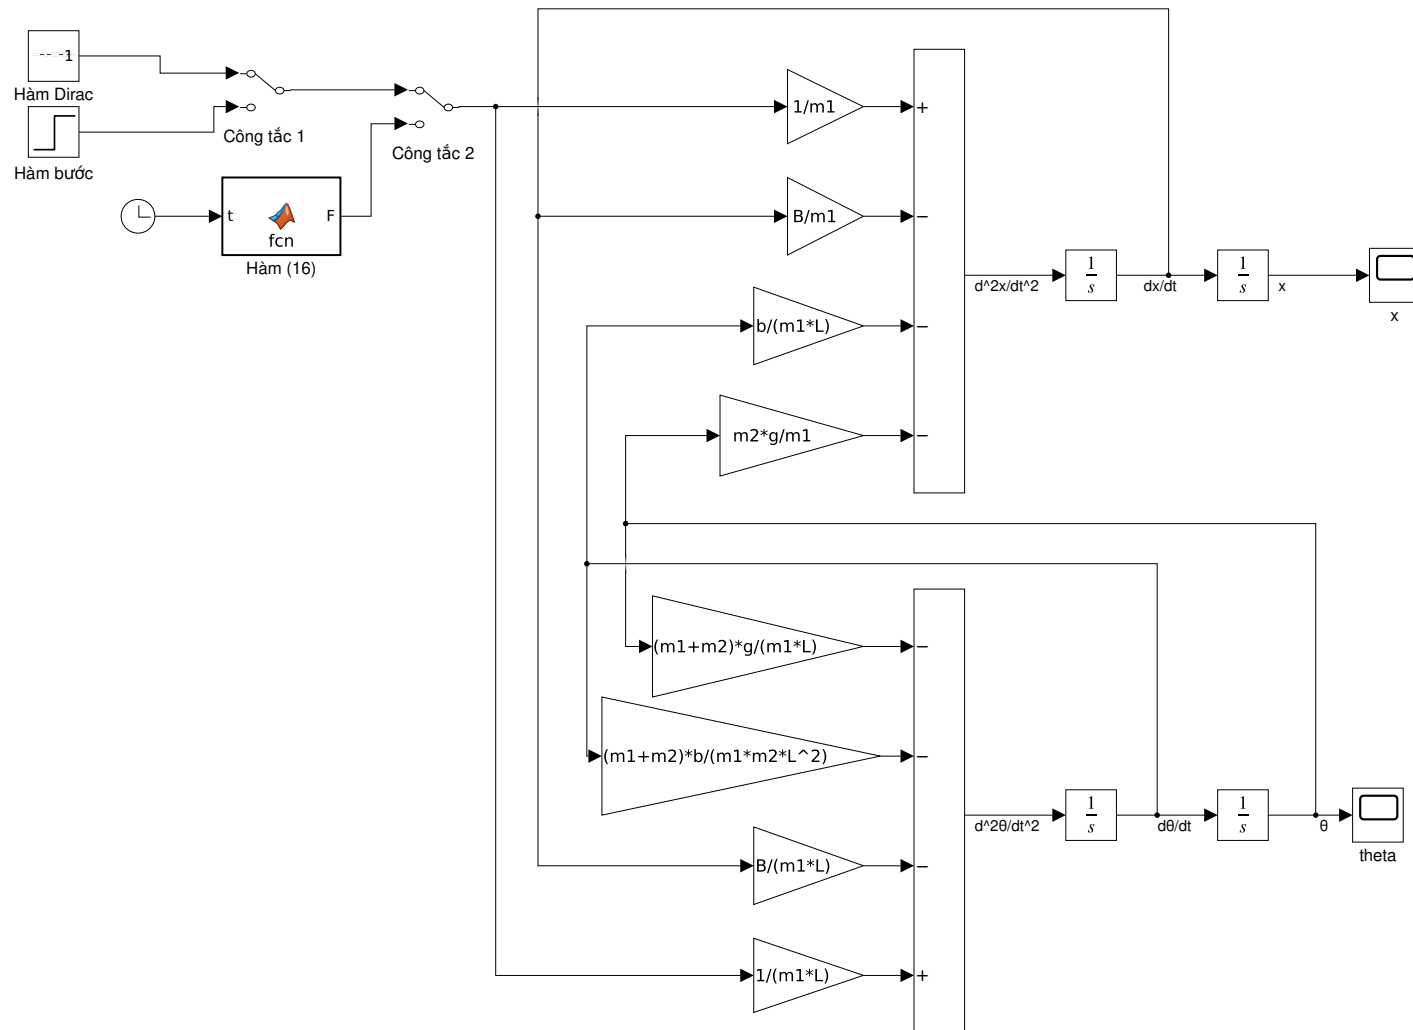 1
Hàm Dirac
Hàm bước
Công tắc 1
Công tắc 2
t
F
fcn
Hàm (16)
1/m1
+
B/m1
−
b/(m1*L)
−
m2*g/m1
−
d^2x/dt^2
1
s
dx/dt
1
s
x
x
(m1+m2)*g/(m1*L)
−
(m1+m2)*b/(m1*m2*L^2)
−
B/(m1*L)
−
1/(m1*L)
+
d^2θ/dt^2
1
s
dθ/dt
1
s
θ
theta